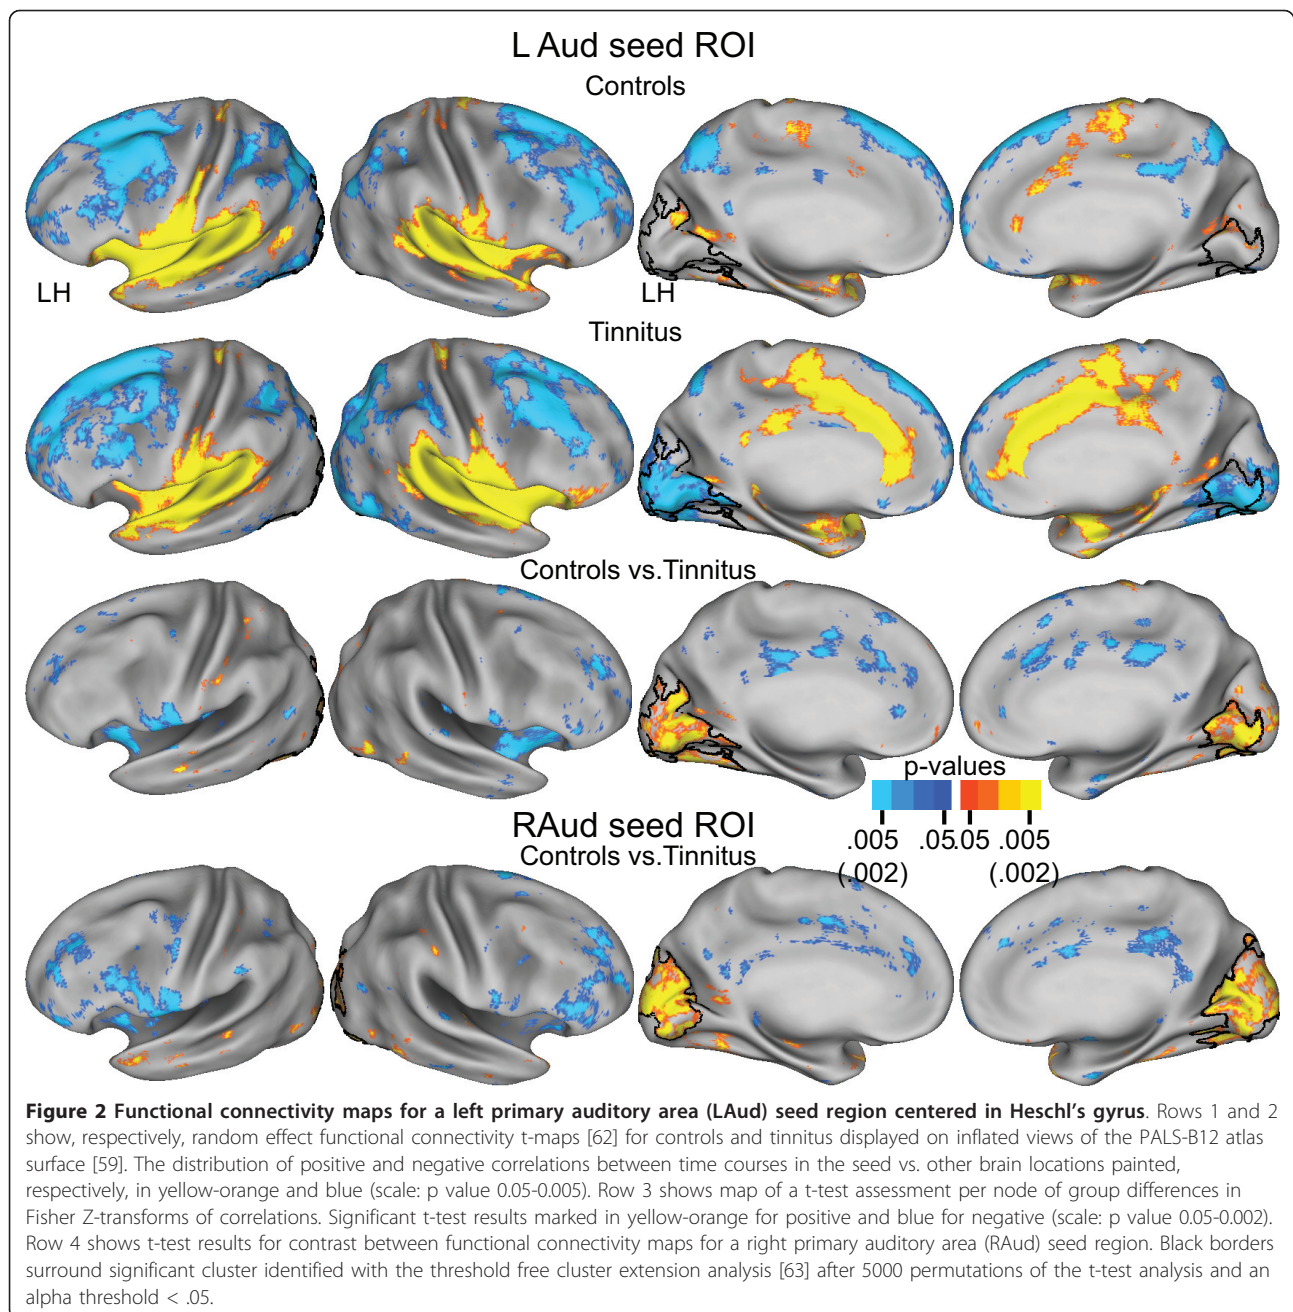 L Aud seed ROI
Controls
LH
LH
Tinnitus
Controls vs.Tinnitus
p-values
.005 .05 .05 .005
(.002) (.002)
RAud seed ROI
Controls vs.Tinnitus
Figure 2 Functional connectivity maps for a left primary auditory area (LAud) seed region centered in Heschl's gyrus. Rows 1 and 2
show, respectively, random effect functional connectivity t-maps [62] for controls and tinnitus displayed on inflated views of the PALS-B12 atlas
surface [59]. The distribution of positive and negative correlations between time courses in the seed vs. other brain locations painted,
respectively, in yellow-orange and blue (scale: p value 0.05-0.005). Row 3 shows map of a t-test assessment per node of group differences in
Fisher Z-transforms of correlations. Significant t-test results marked in yellow-orange for positive and blue for negative (scale: p value 0.05-0.002).
Row 4 shows t-test results for contrast between functional connectivity maps for a right primary auditory area (RAud) seed region. Black borders
surround significant cluster identified with the threshold free cluster extension analysis [63] after 5000 permutations of the t-test analysis and an
alpha threshold < .05.